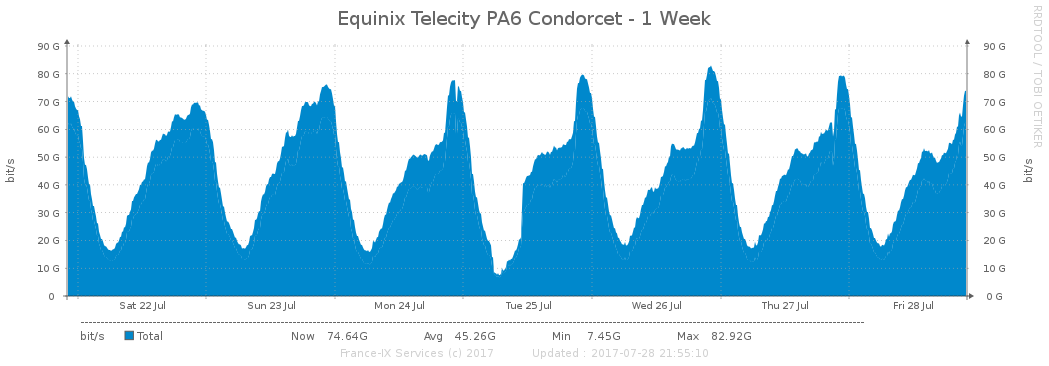 Equinix Telecity PA6 Condorcet - 1 Week
RRDTOOL / TOBI OETIKER
90 G 90 G
80 G 80 G
70 G 70 G
60 G 60 G
50 G 50 G
40 G 40 G
30 G 30 G
20 G 20 G
10 G 10 G
0 0 G
bit/s bit/s
Sat 22 Jul Sun 23 Jul Mon 24 Jul Tue 25 Jul Wed 26 Jul Thu 27 Jul Fri 28 Jul
bit/s Total Now 74.64G Avg 45.26G Min 7.45G Max 82.92G
France-IX Services (c) 2017 Updated : 2017-07-28 21:55:10